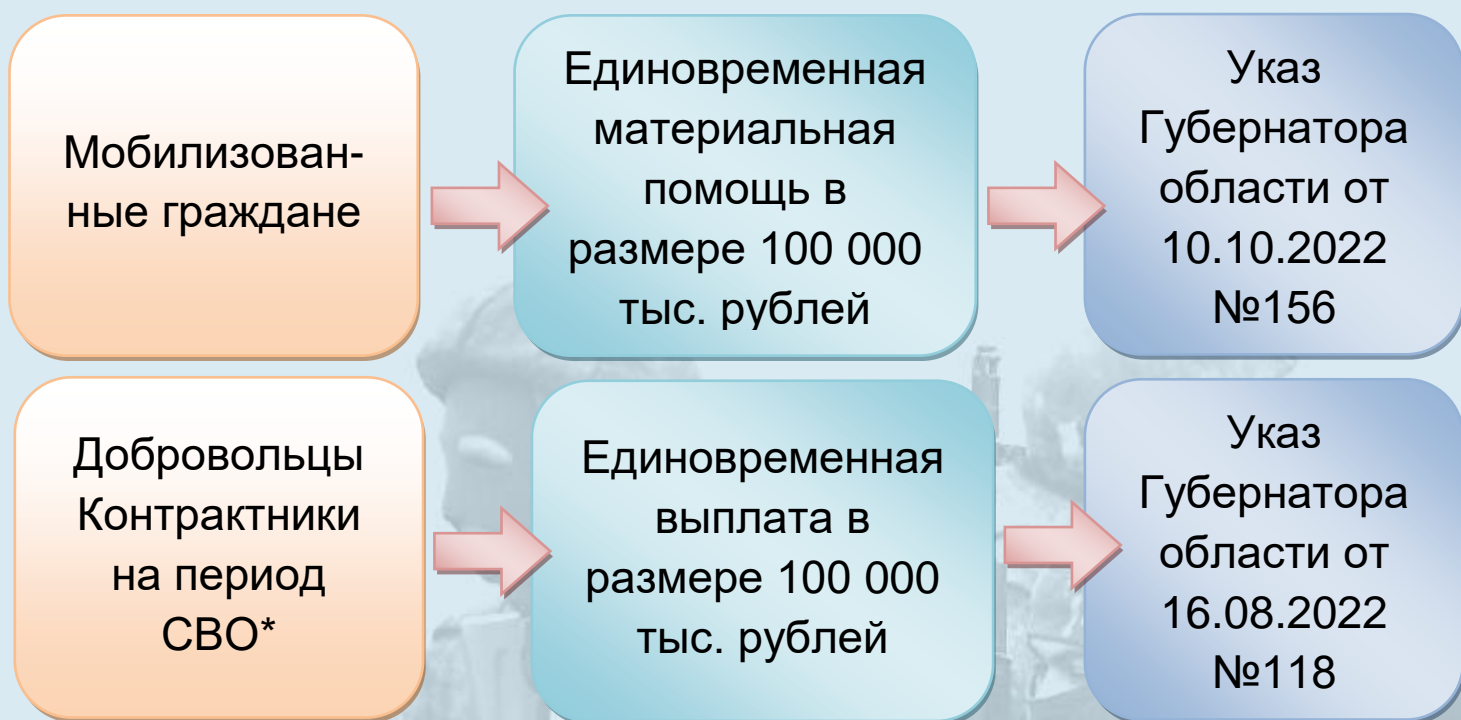 Мобилизован-
ные граждане
Единовременная
материальная
помощь в
размере 100 000
тыс. рублей
Указ
Губернатора
области от
10.10.2022
№156
Добровольцы
Контрактники
на период
СВО*
Единовременная
выплата в
размере 100 000
тыс. рублей
Указ
Губернатора
области от
16.08.2022
№118